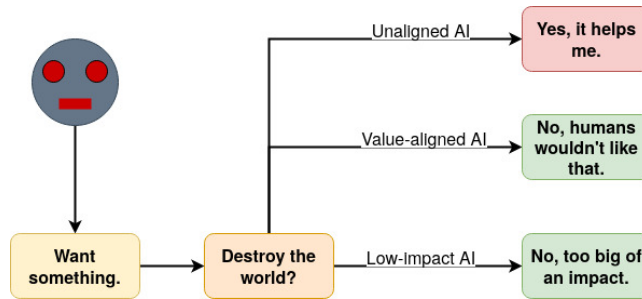 Unaligned AI
Yes, it helps
me.
Value-aligned AI
No, humans
wouldn't like
that.
Want
something.
Destroy the
world?
Low-impact AI
No, too big of
an impact.